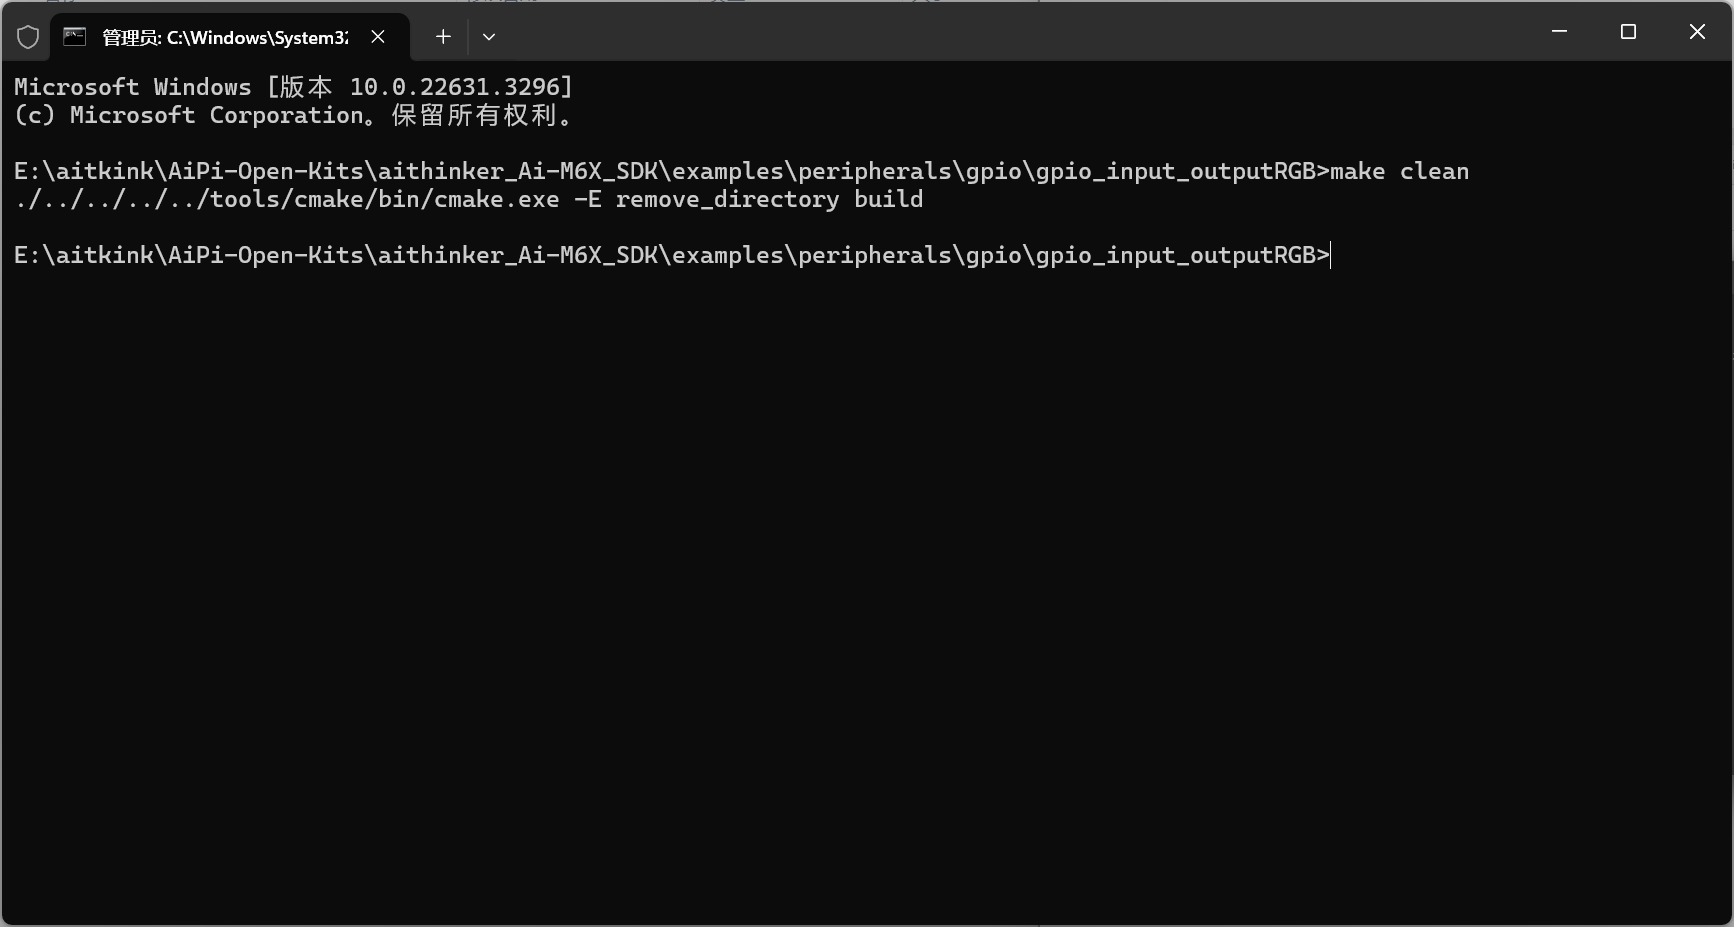 管理员: C:\Windows\System32
Microsoft Windows [版本 10.0.22631.3296]
(c) Microsoft Corporation。保留所有权利。
E:\aitkink\AiPi-Open-Kits\aithinker_Ai-M6X_SDK\examples\peripherals\gpio\gpio_input_outputRGB>make clean
./../../../../tools/cmake/bin/cmake.exe -E remove_directory build
E:\aitkink\AiPi-Open-Kits\aithinker_Ai-M6X_SDK\examples\peripherals\gpio\gpio_input_outputRGB>